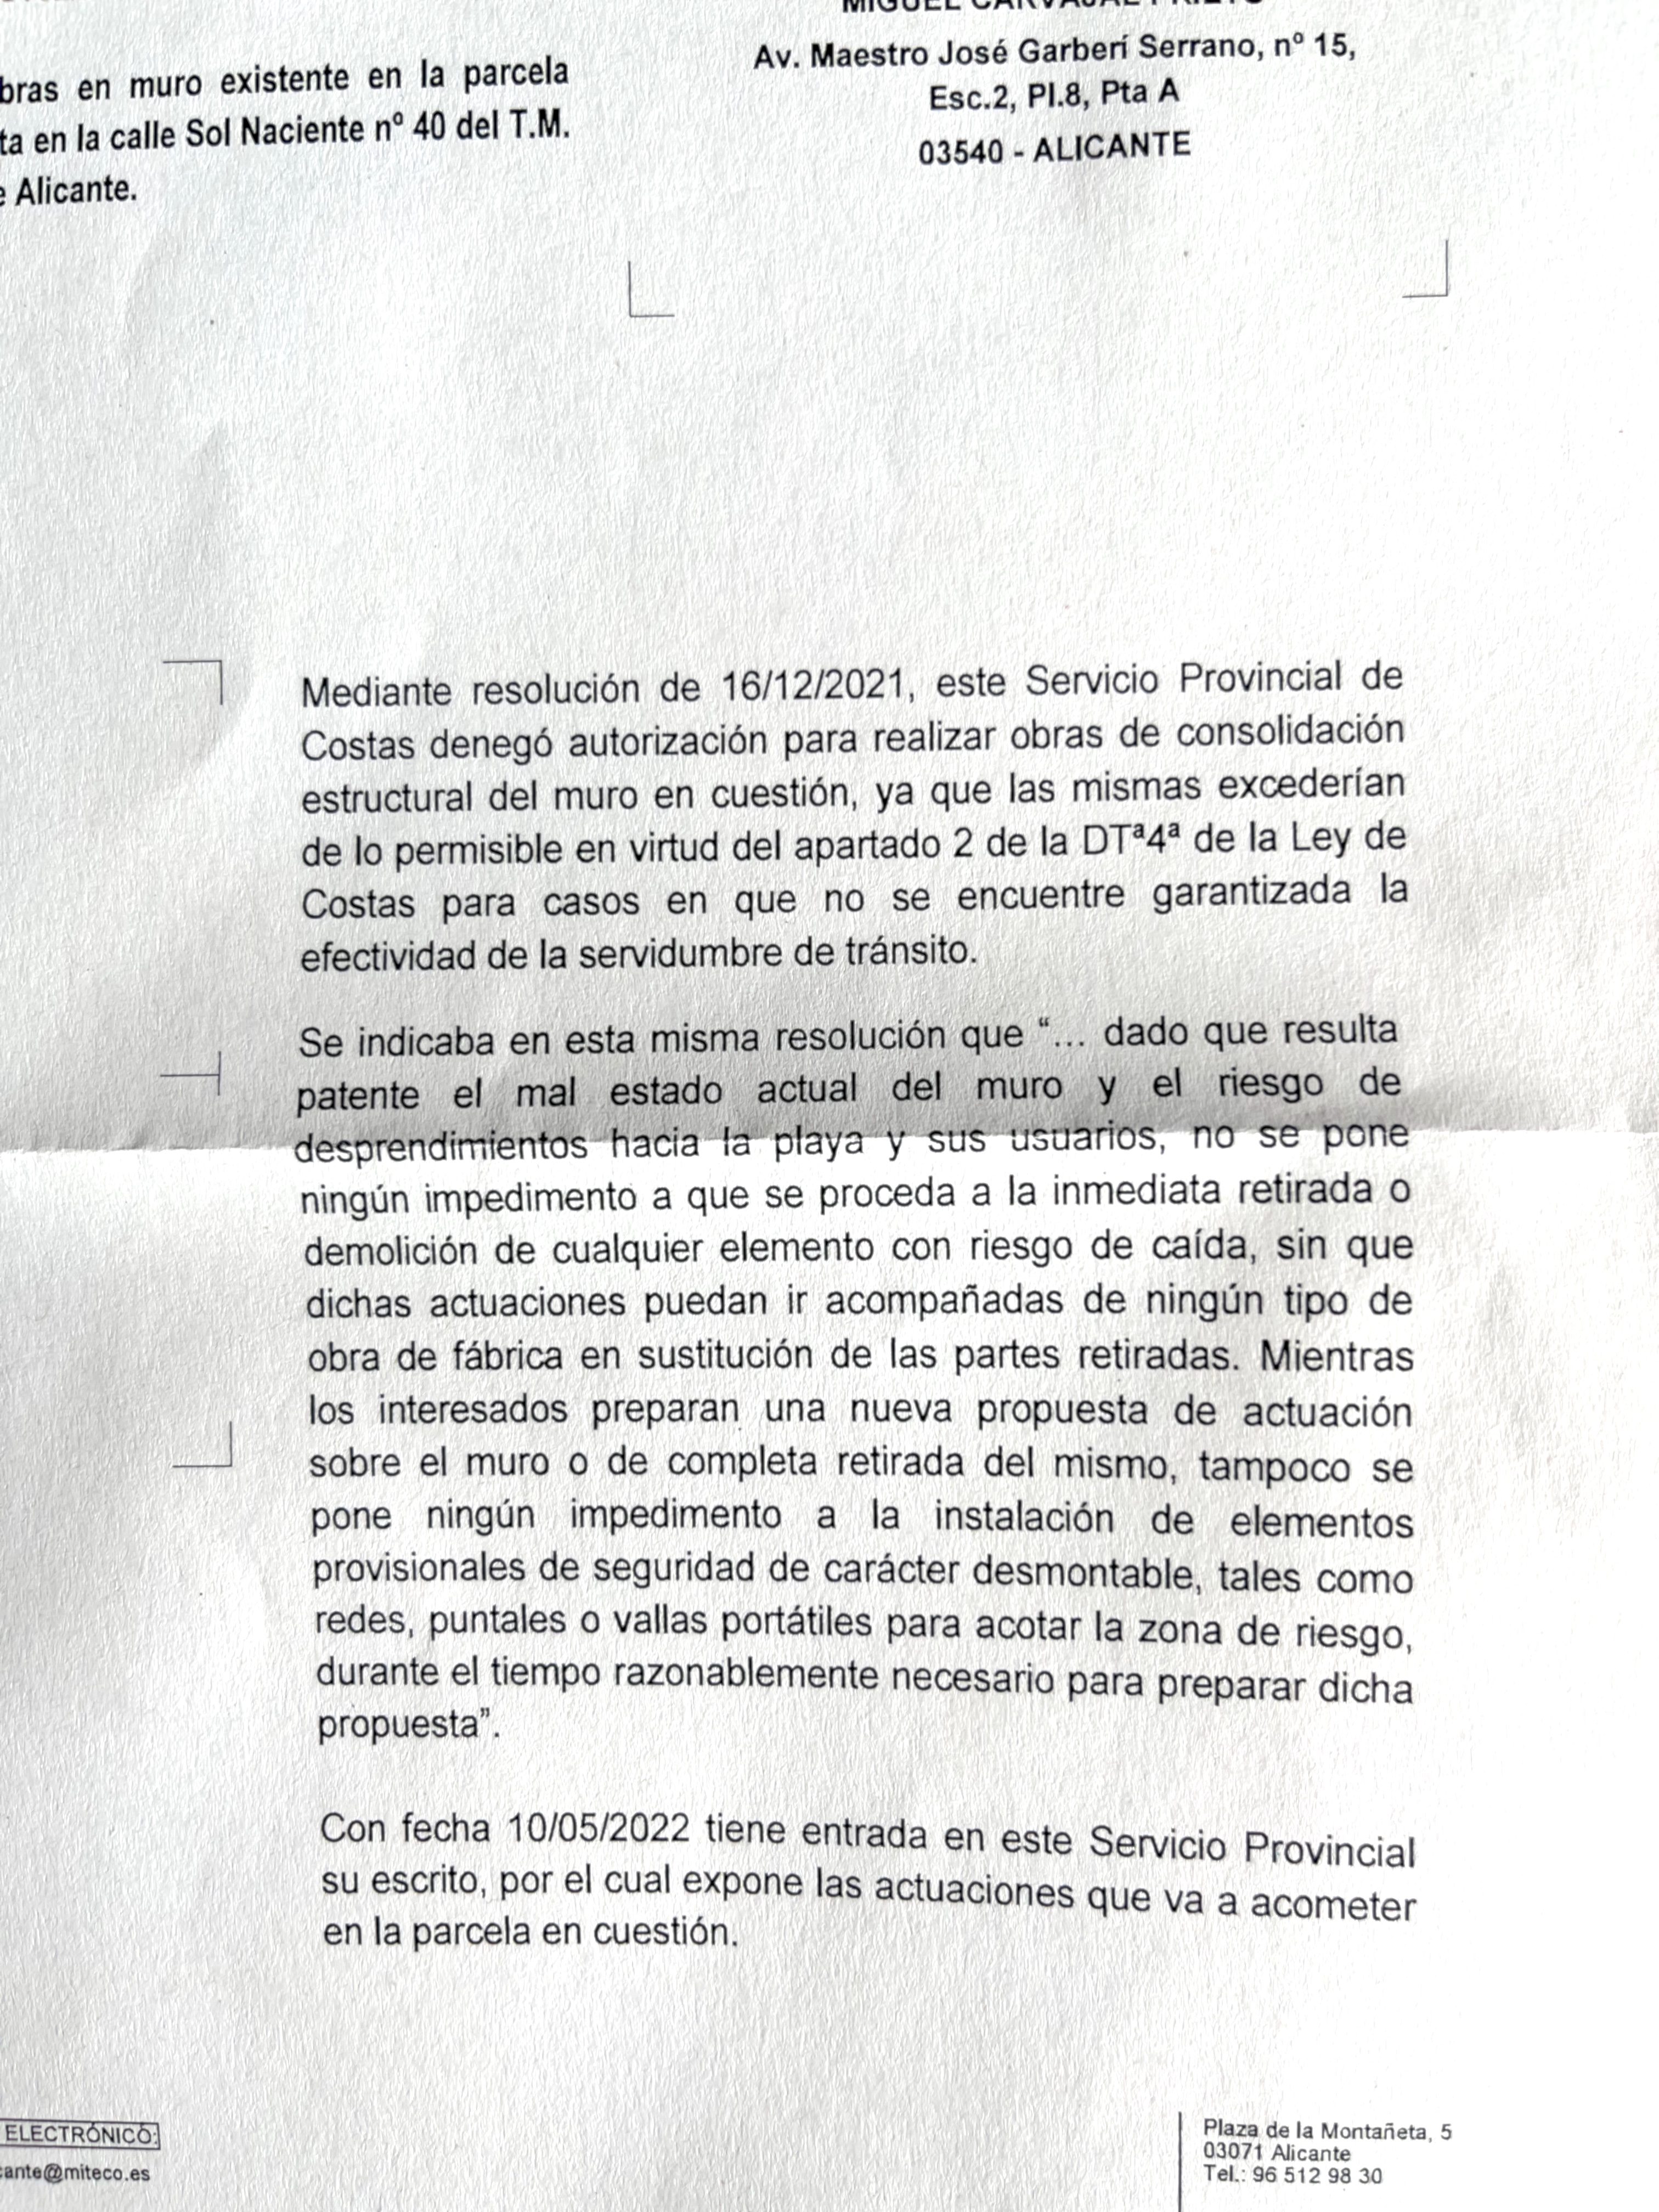 MIGUEL CARVAJAL PRIETO
Av. Maestro José Garberí Serrano, nº 15,
Esc.2, Pl.8, Pta A
03540 - ALICANTE
bras en muro existente en la parcela
ta en la calle Sol Naciente nº 40 del T.M.
e Alicante.
Mediante resolución de 16/12/2021, este Servicio Provincial de
Costas denegó autorización para realizar obras de consolidación
estructural del muro en cuestión, ya que las mismas excederían
de lo permisible en virtud del apartado 2 de la DTª4ª de la Ley de
Costas para casos en que no se encuentre garantizada la
efectividad de la servidumbre de tránsito.
Se indicaba en esta misma resolución que “... dado que resulta
patente el mal estado actual del muro y el riesgo de
desprendimientos hacia la playa y sus usuarios, no se pone
ningún impedimento a que se proceda a la inmediata retirada o
demolición de cualquier elemento con riesgo de caída, sin que
dichas actuaciones puedan ir acompañadas de ningún tipo de
obra de fábrica en sustitución de las partes retiradas. Mientras
los interesados preparan una nueva propuesta de actuación
sobre el muro o de completa retirada del mismo, tampoco se
pone ningún impedimento a la instalación de elementos
provisionales de seguridad de carácter desmontable, tales como
redes, puntales o vallas portátiles para acotar la zona de riesgo,
durante el tiempo razonablemente necesario para preparar dicha
propuesta”.
Con fecha 10/05/2022 tiene entrada en este Servicio Provincial
su escrito, por el cual expone las actuaciones que va a acometer
en la parcela en cuestión.
ELECTRÓNICO:
cante@miteco.es
Plaza de la Montañeta, 5
03071 Alicante
Tel.: 96 512 98 30